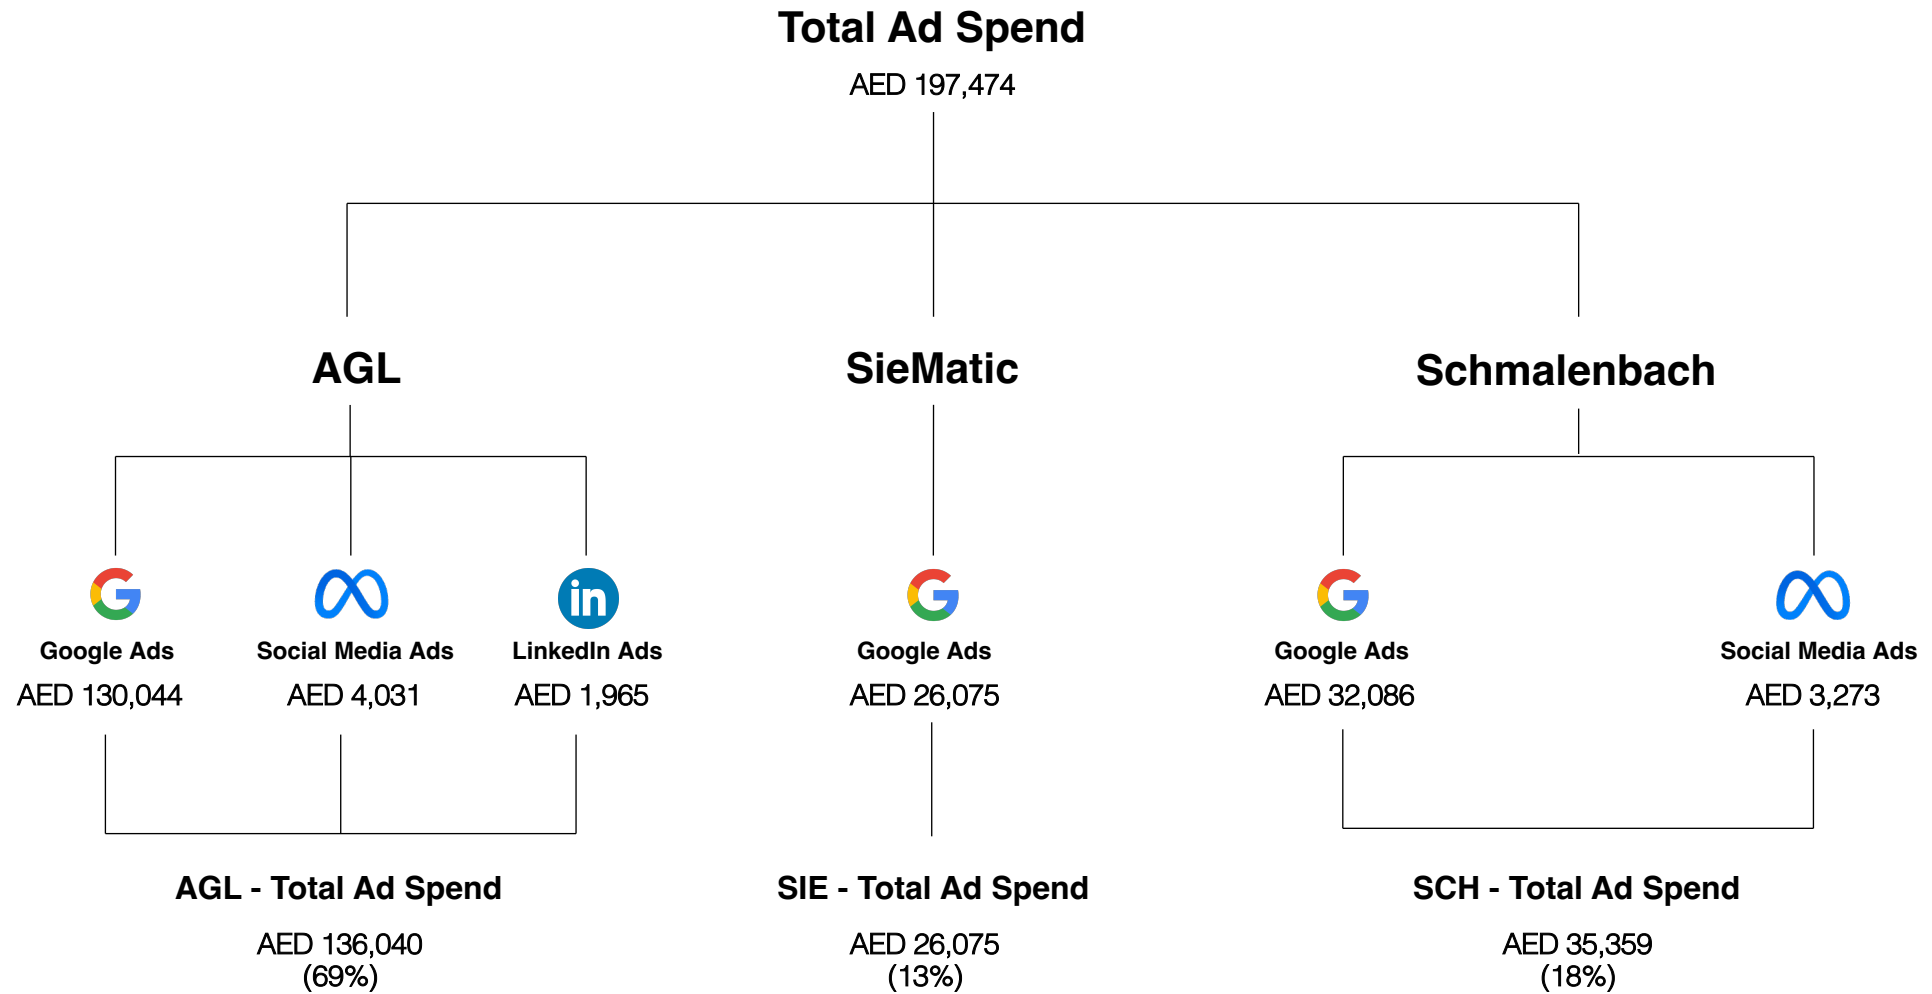 Total Ad Spend
AED 197,474
AGL
SieMatic
Schmalenbach
in
Google Ads
Social Media Ads
LinkedIn Ads
Google Ads
Google Ads
Social Media Ads
AED 130,044
AED 4,031
AED 1,965
AED 26,075
AED 32,086
AED 3,273
AGL - Total Ad Spend
SIE - Total Ad Spend
SCH - Total Ad Spend
AED 136,040
(69%)
AED 26,075
(13%)
AED 35,359
(18%)